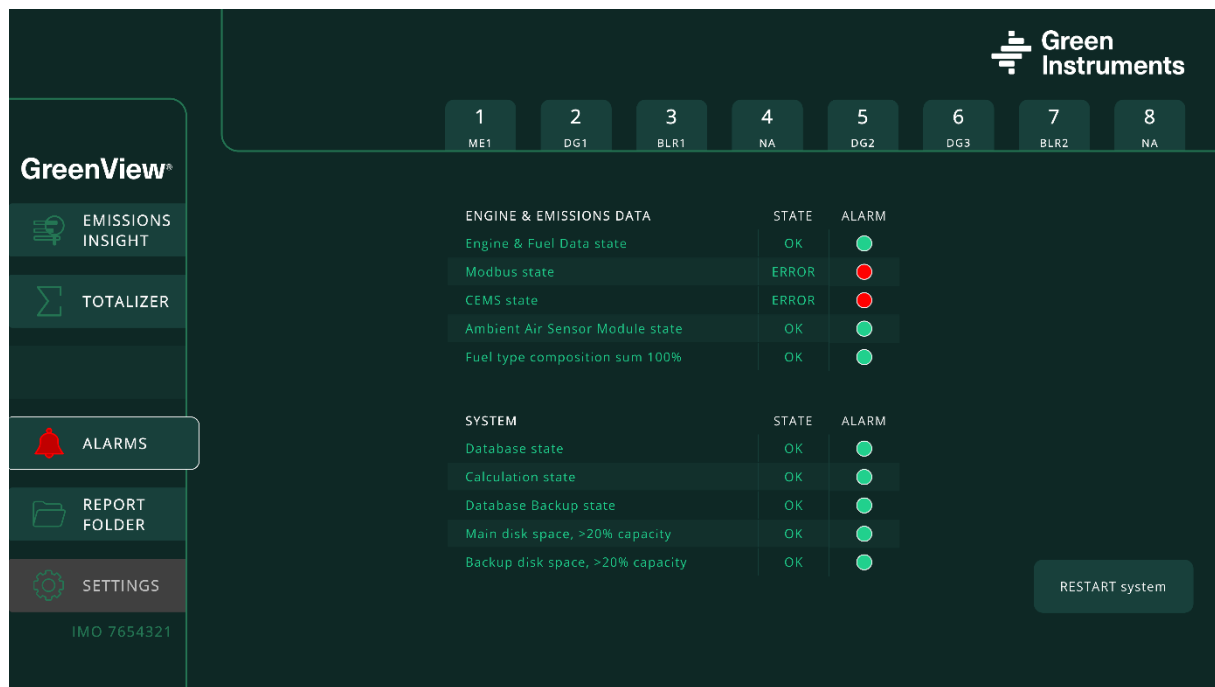 Green
Instruments
1 2 3 4 5 6 7 8
ME1 DG1 BLR1 NA DG2 DG3 BLR2 NA
GreenView®
EMISSIONS
INSIGHT
TOTALIZER
ALARMS
REPORT
FOLDER
SETTINGS
IMO 7654321
ENGINE & EMISSIONS DATA STATE ALARM
Engine & Fuel Data state OK
Modbus state ERROR
CEMS state ERROR
Ambient Air Sensor Module state OK
Fuel type composition sum 100% OK
SYSTEM STATE ALARM
Database state OK
Calculation state OK
Database Backup state OK
Main disk space, >20% capacity OK
Backup disk space, >20% capacity OK
RESTART system